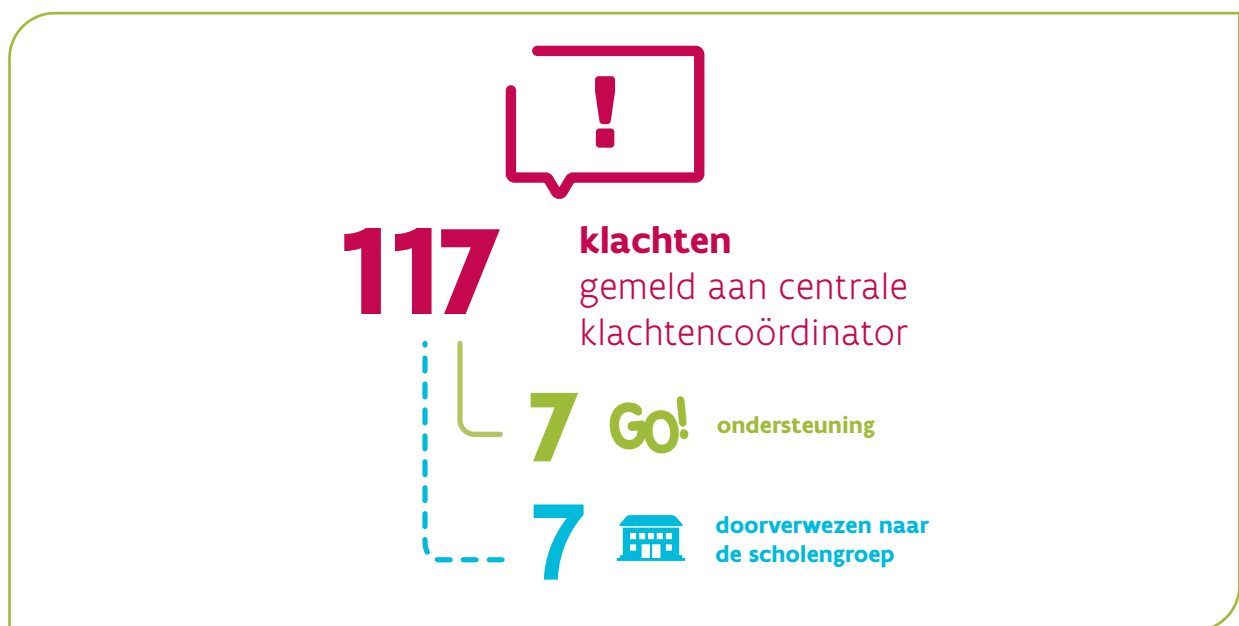 !
117
klachten
gemeld aan centrale
klachtencoördinator
7 GO! ondersteuning
7 doorverwezen naar
de scholengroep